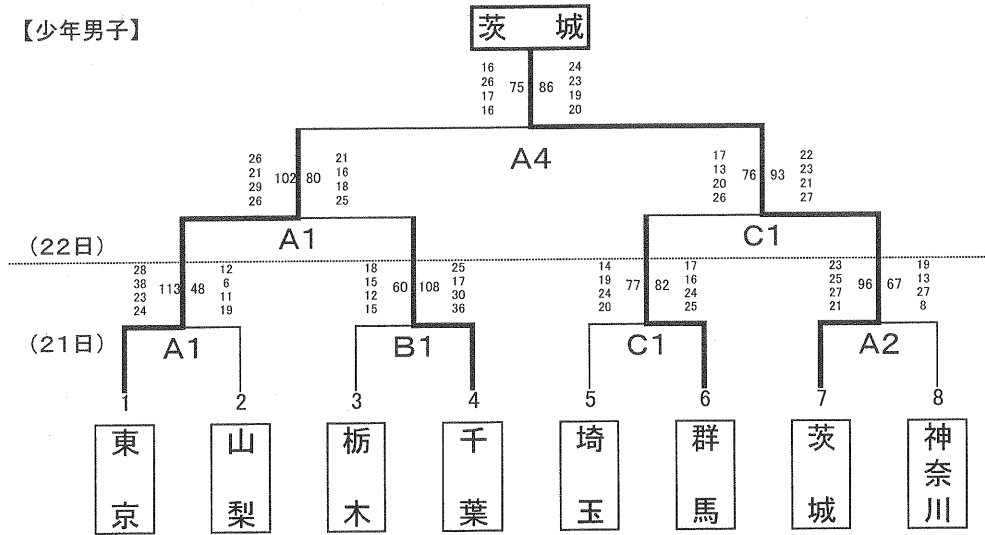 【少年男子】
茨 城
16 24
26 75 86 23
17 19
16 20
A4
26 21
21 102 80 16
29 18
26 25
A1
17 22
13 76 93 23
20 21
26 27
C1
(22日)
28 12
38 113 48 6
23 11
24 19
A1
18 25
15 60 108 17
12 30
15 36
B1
14 17
19 77 82 16
24 24
20 25
C1
23 19
25 96 67 13
27 27
21 8
A2
(21日)
1 2 3 4 5 6 7 8
東京
山梨
栃木
千葉
埼玉
群馬
茨城
神奈川